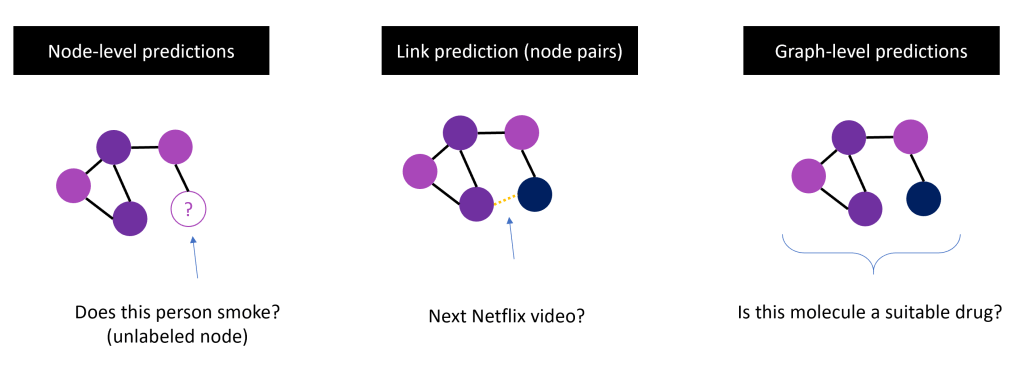 Node-level predictions
Link prediction (node pairs)
Graph-level predictions
?
Does this person smoke?
(unlabeled node)
Next Netflix video?
Is this molecule a suitable drug?